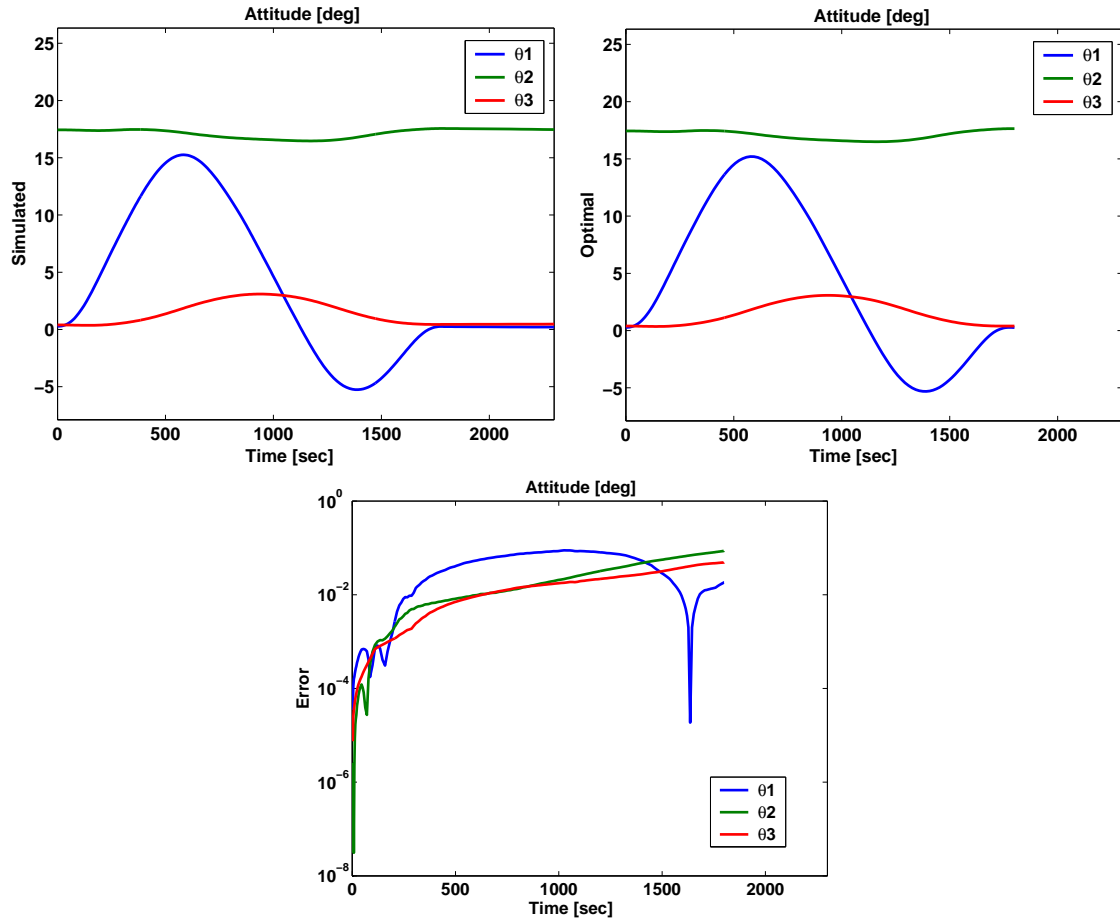 Attitude [deg]
Simulated
25
20
15
10
5
0
−5
0 500 1000 1500 2000
Time [sec]
θ1
θ2
θ3
Attitude [deg]
Optimal
25
20
15
10
5
0
−5
0 500 1000 1500 2000
Time [sec]
θ1
θ2
θ3
Attitude [deg]
Error
10^0
10^−2
10^−4
10^−6
10^−8
0 500 1000 1500 2000
Time [sec]
θ1
θ2
θ3